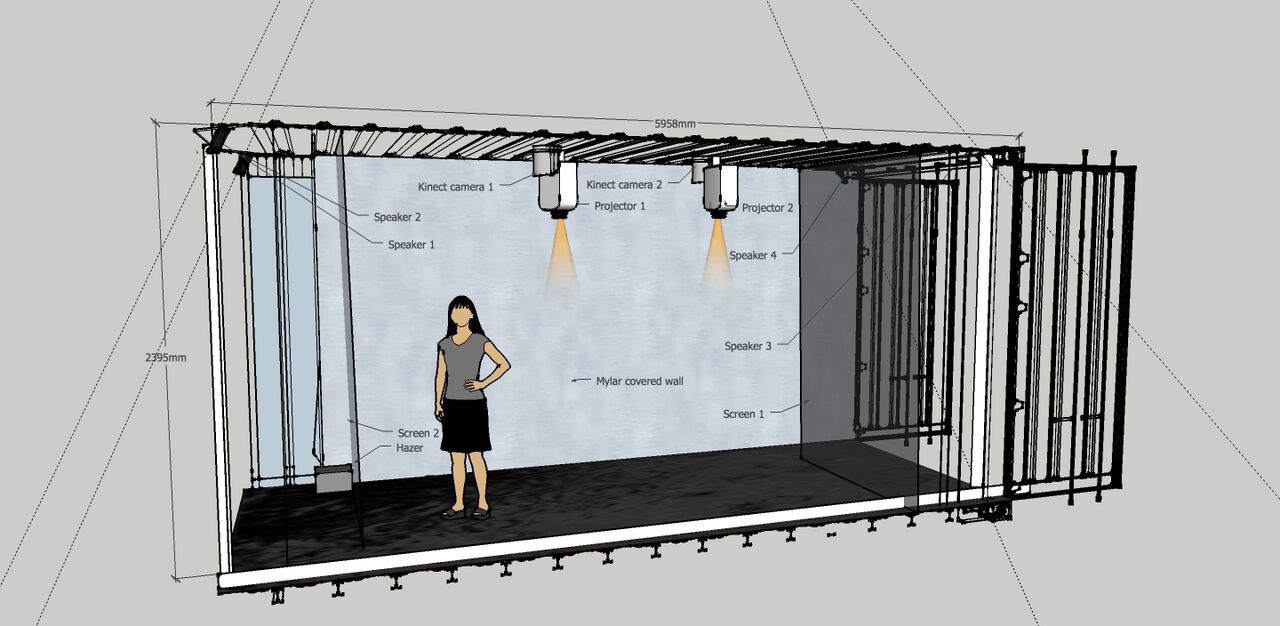 5958mm
Kinect camera 1
Kinect camera 2
Projector 1
Projector 2
Speaker 2
Speaker 1
Speaker 4
2395mm
Speaker 3
Mylar covered wall
Screen 1
Screen 2
Hazer